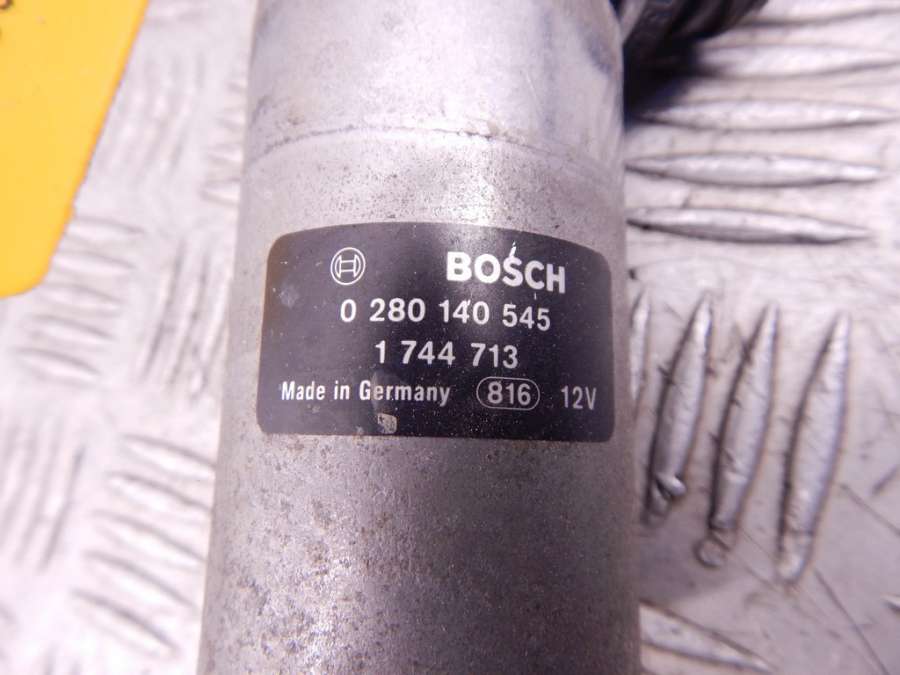 BOSCH
0 280 140 545
1 744 713
Made in Germany 816 12V